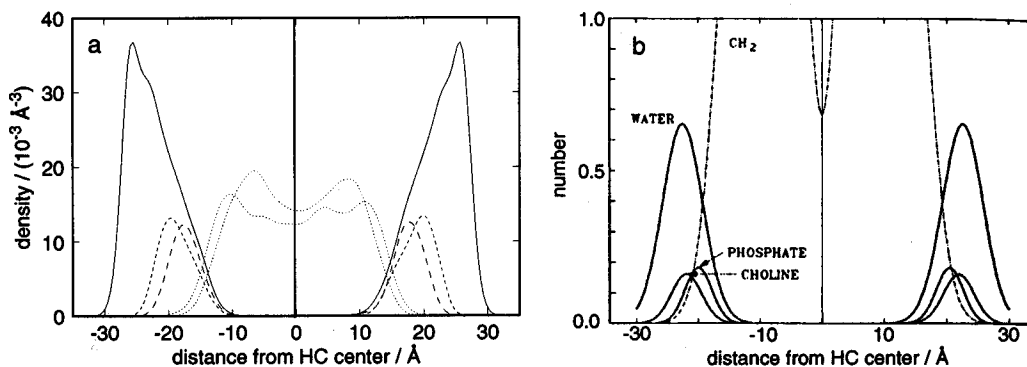 a
40
30
20
10
0
density / (10⁻³ Å⁻³)
-30 -20 -10 0 10 20 30
distance from HC center / Å
b
1.0
0.5
0.0
number
CH₂
WATER
PHOSPHATE
CHOLINE
-30 -10 10 30
distance from HC center / Å